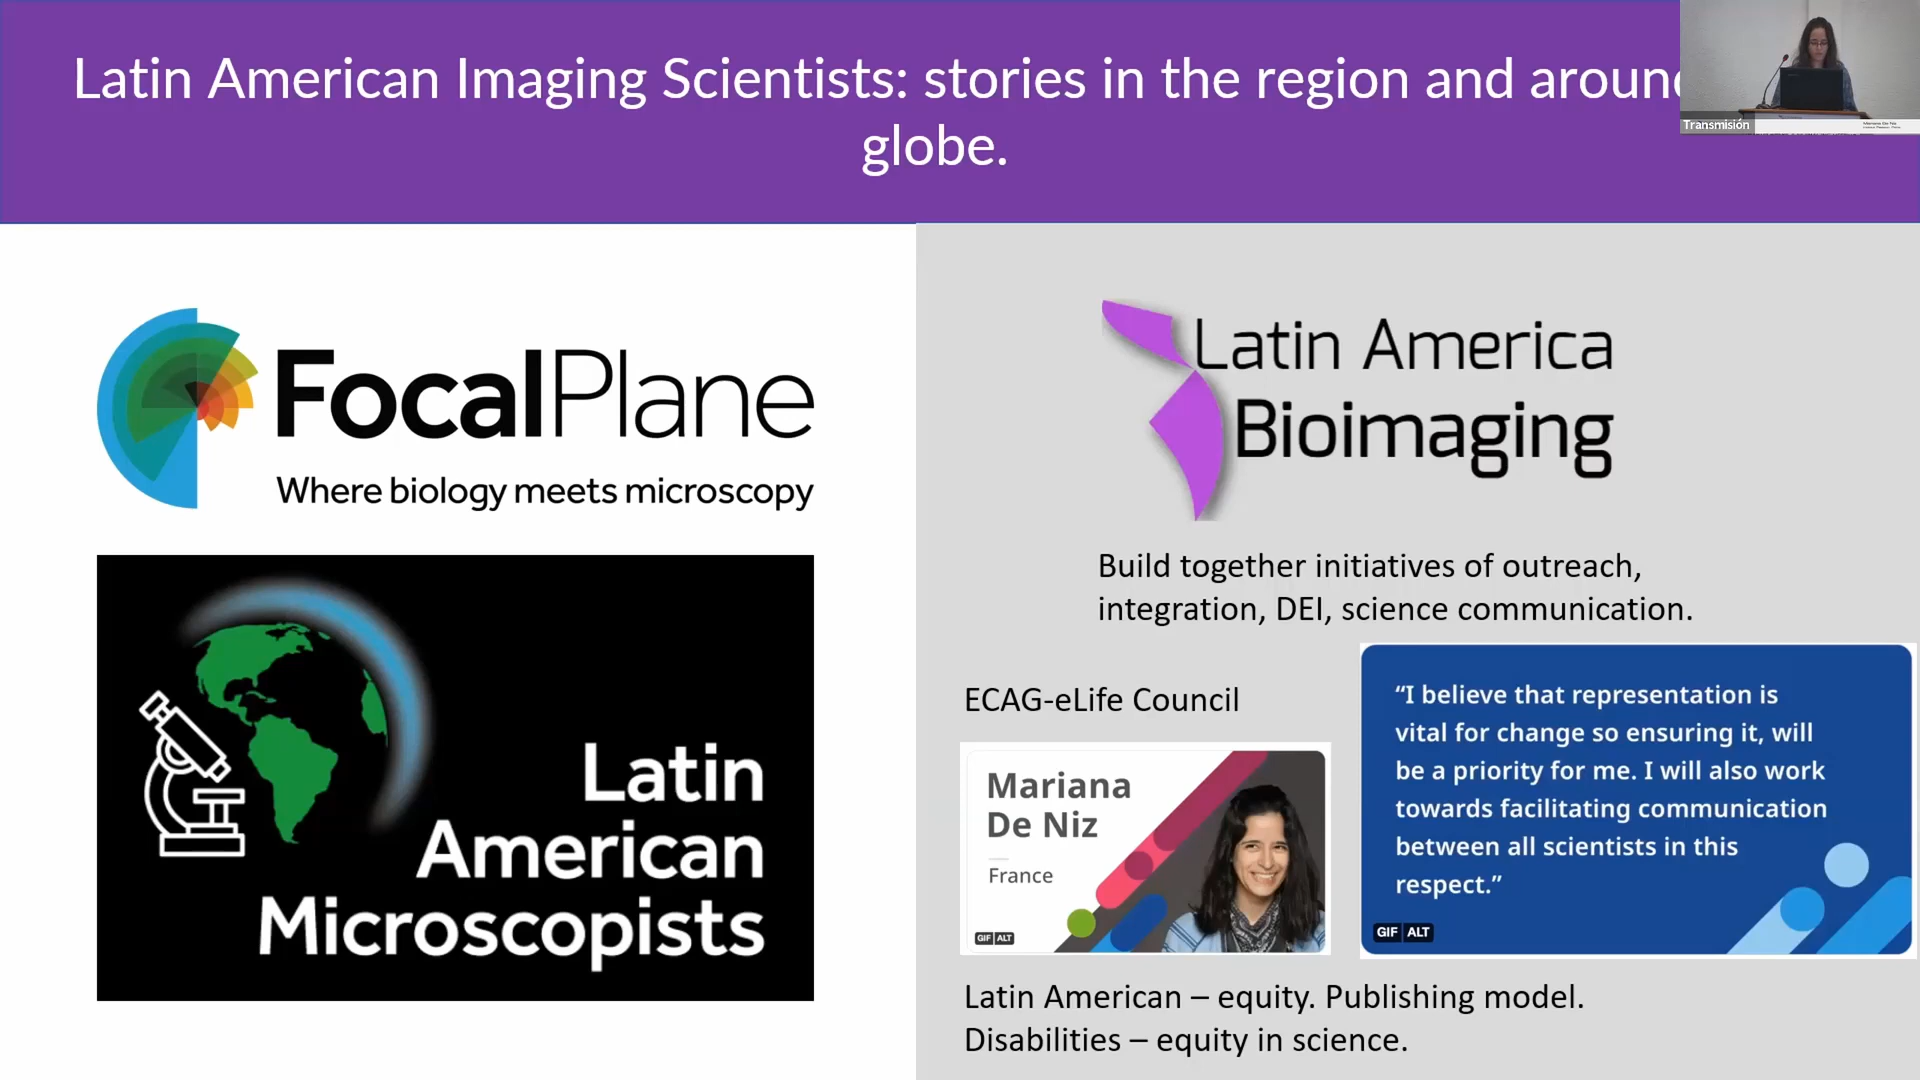 Latin American Imaging Scientists: stories in the region and around
globe.
Transmisión
FocalPlane
Where biology meets microscopy
Latin
American
Microscopists
Latin America
Bioimaging
Build together initiatives of outreach,
integration, DEI, science communication.
ECAG-eLife Council
Mariana
De Niz
France
GIF ALT
“I believe that representation is
vital for change so ensuring it, will
be a priority for me. I will also work
towards facilitating communication
between all scientists in this
respect.”
GIF ALT
Latin American – equity. Publishing model.
Disabilities – equity in science.